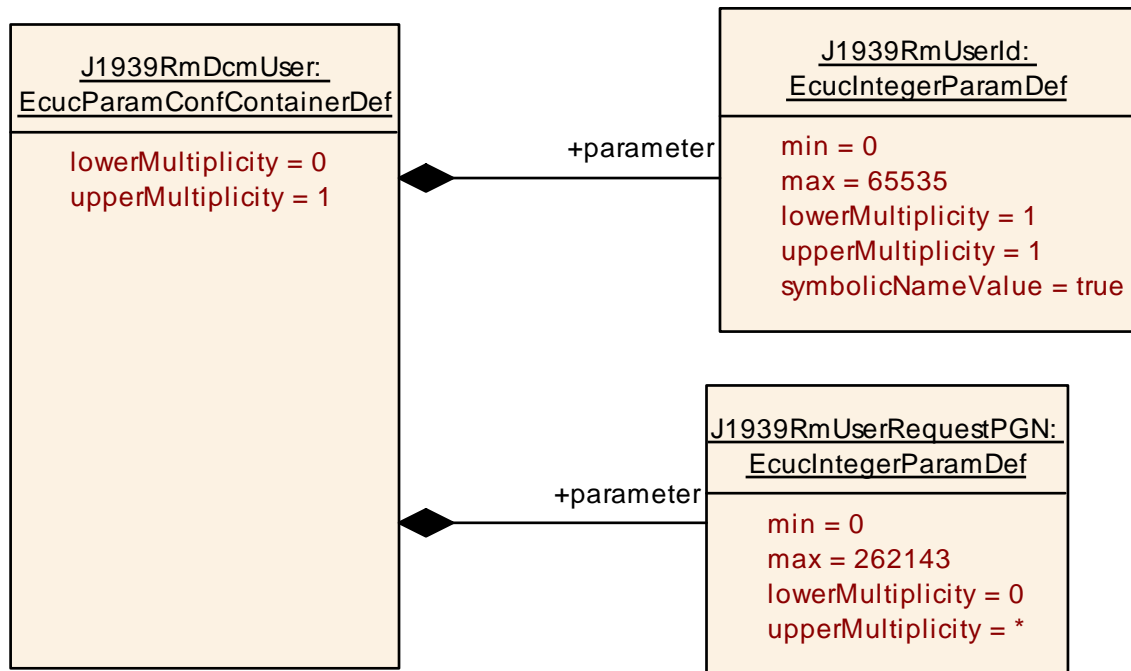 J1939RmDcmUser:
EcucParamConfContainerDef
lowerMultiplicity = 0
upperMultiplicity = 1
+parameter
J1939RmUserId:
EcucIntegerParamDef
min = 0
max = 65535
lowerMultiplicity = 1
upperMultiplicity = 1
symbolicNameValue = true
+parameter
J1939RmUserRequestPGN:
EcucIntegerParamDef
min = 0
max = 262143
lowerMultiplicity = 0
upperMultiplicity = *